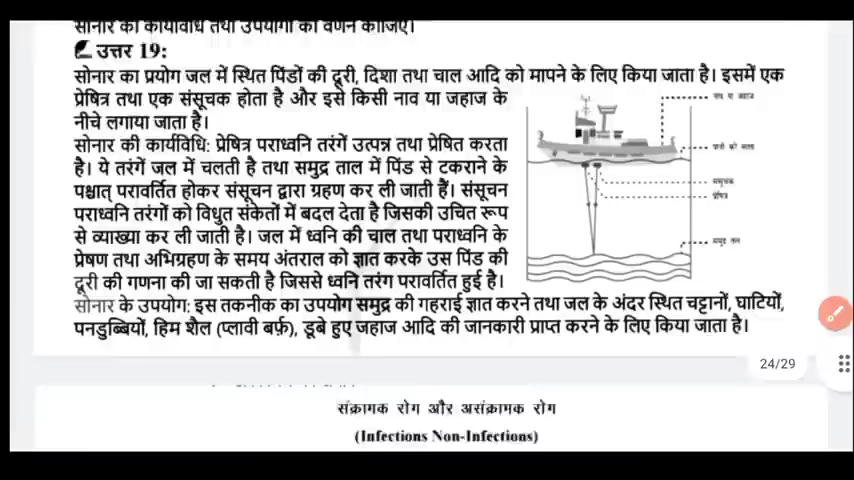 सोनार की कार्यविधि तथा उपयोगों का वर्णन कीजिए।
उत्तर 19:
सोनार का प्रयोग जल में स्थित पिंडों की दूरी, दिशा तथा चाल आदि को मापने के लिए किया जाता है। इसमें एक
प्रेषित्र तथा एक संसूचक होता है और इसे किसी नाव या जहाज के
नीचे लगाया जाता है।
सोनार की कार्यविधि: प्रेषित्र पराध्वनि तरंगें उत्पन्न तथा प्रेषित करता
है। ये तरंगें जल में चलती है तथा समुद्र ताल में पिंड से टकराने के
पश्चात् परावर्तित होकर संसूचन द्वारा ग्रहण कर ली जाती हैं। संसूचन
पराध्वनि तरंगों को विधुत संकेतों में बदल देता है जिसकी उचित रूप
से व्याख्या कर ली जाती है। जल में ध्वनि की चाल तथा पराध्वनि के
प्रेषण तथा अभिग्रहण के समय अंतराल को ज्ञात करके उस पिंड की
दूरी की गणना की जा सकती है जिससे ध्वनि तरंग परावर्तित हुई है।
सोनार के उपयोग: इस तकनीक का उपयोग समुद्र की गहराई ज्ञात करने तथा जल के अंदर स्थित चट्टानों, घाटियों,
पनडुब्बियों, हिम शैल (प्लावी बर्फ़), डूबे हुए जहाज आदि की जानकारी प्राप्त करने के लिए किया जाता है।
नाव या जहाज
पानी की सतह
संसूचक
प्रेषित्र
समुद्र तल
24/29
संक्रामक रोग और असंक्रामक रोग
(Infections Non-Infections)